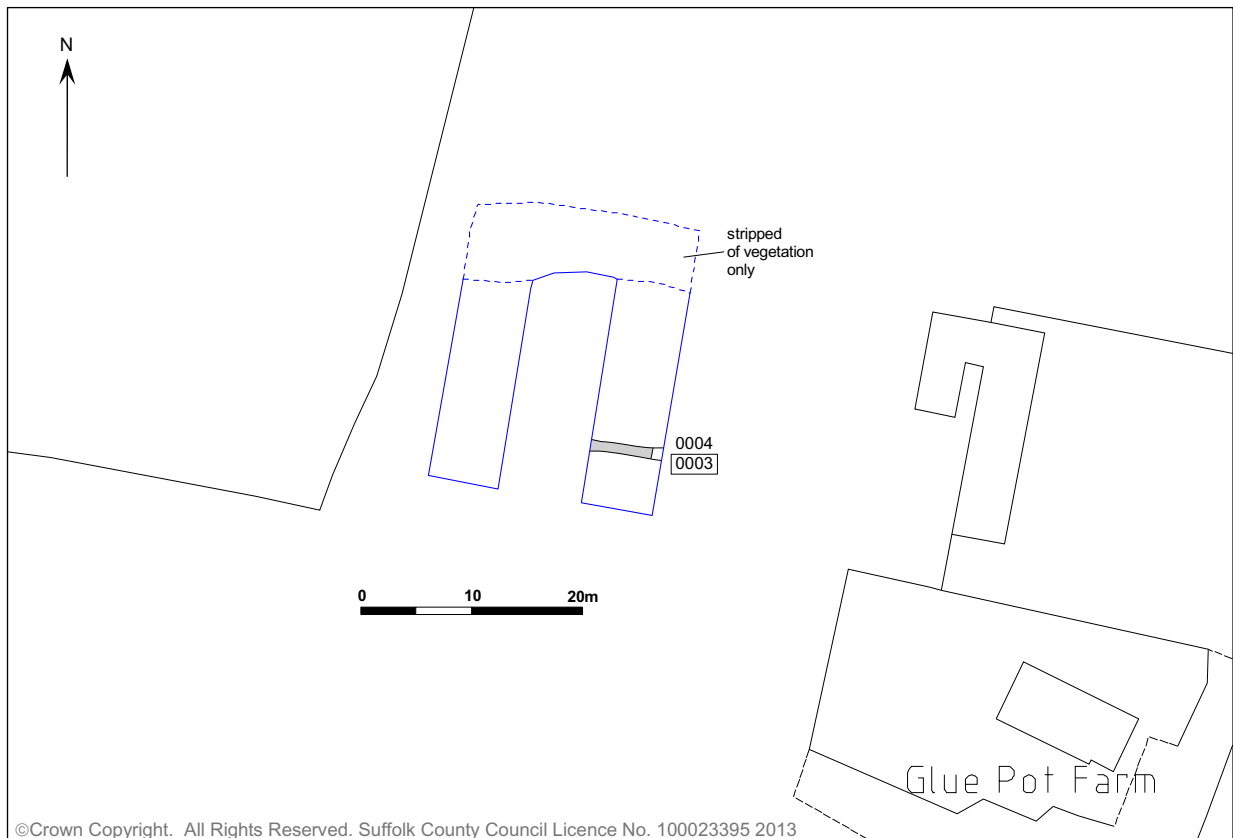 N
stripped
of vegetation
only
0004
0003
0 10 20m
Glue Pot Farm
©Crown Copyright. All Rights Reserved. Suffolk County Council Licence No. 100023395 2013